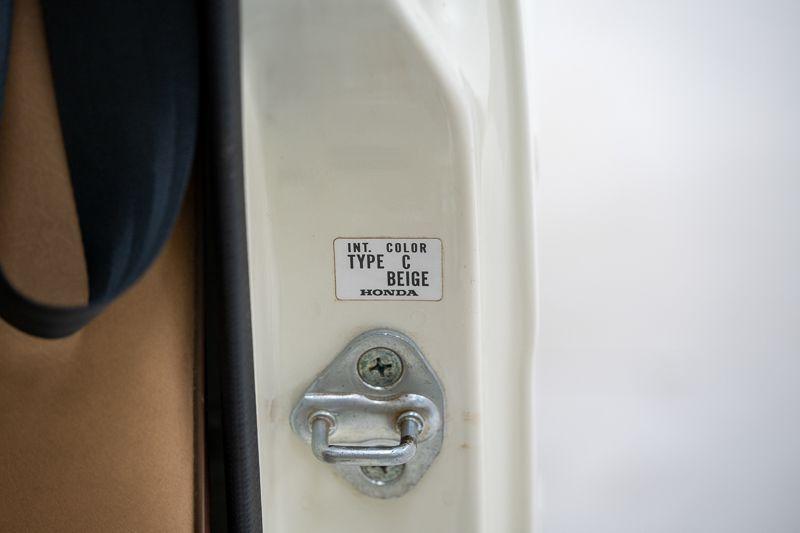 INT. COLOR
TYPE C
BEIGE
HONDA